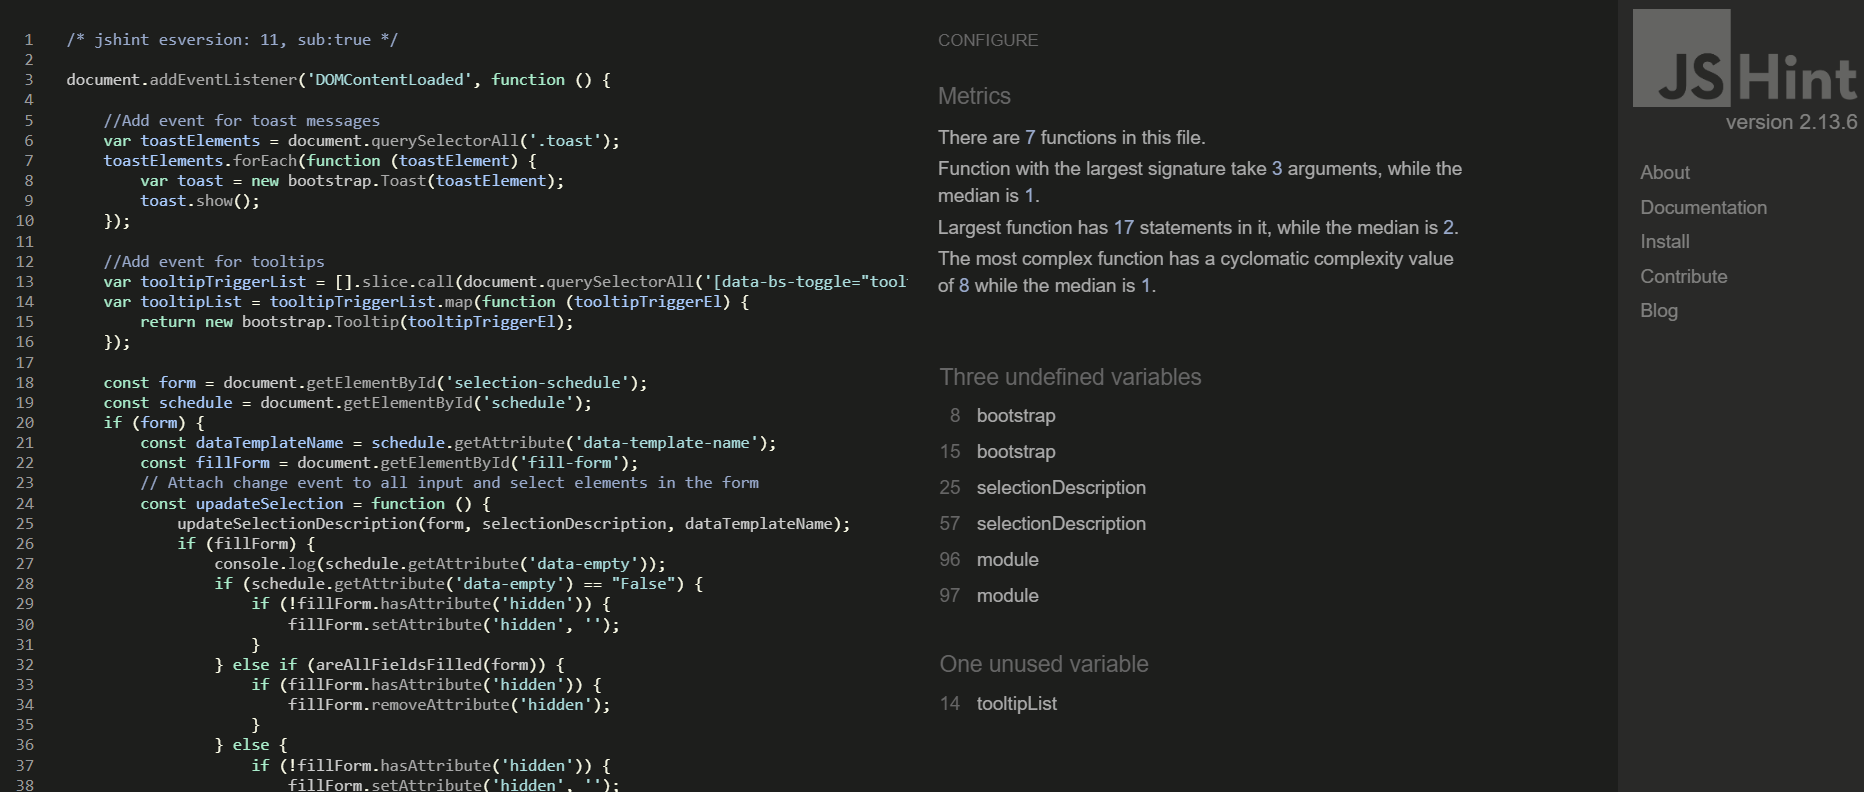 1 /* jshint esversion: 11, sub:true */
2
3 document.addEventListener('DOMContentLoaded', function () {
4
5 //Add event for toast messages
6 var toastElements = document.querySelectorAll('.toast');
7 toastElements.forEach(function (toastElement) {
8 var toast = new bootstrap.Toast(toastElement);
9 toast.show();
10 });
11
12 //Add event for tooltips
13 var tooltipTriggerList = [].slice.call(document.querySelectorAll('[data-bs-toggle="tool
14 var tooltipList = tooltipTriggerList.map(function (tooltipTriggerEl) {
15 return new bootstrap.Tooltip(tooltipTriggerEl);
16 });
17
18 const form = document.getElementById('selection-schedule');
19 const schedule = document.getElementById('schedule');
20 if (form) {
21 const dataTemplateName = schedule.getAttribute('data-template-name');
22 const fillForm = document.getElementById('fill-form');
23 // Attach change event to all input and select elements in the form
24 const upadateSelection = function () {
25 updateSelectionDescription(form, selectionDescription, dataTemplateName);
26 if (fillForm) {
27 console.log(schedule.getAttribute('data-empty'));
28 if (schedule.getAttribute('data-empty') == "False") {
29 if (!fillForm.hasAttribute('hidden')) {
30 fillForm.setAttribute('hidden', '');
31 }
32 } else if (areAllFieldsFilled(form)) {
33 if (fillForm.hasAttribute('hidden')) {
34 fillForm.removeAttribute('hidden');
35 }
36 } else {
37 if (!fillForm.hasAttribute('hidden')) {
38 fillForm.setAttribute('hidden', '');
CONFIGURE
Metrics
There are 7 functions in this file.
Function with the largest signature take 3 arguments, while the
median is 1.
Largest function has 17 statements in it, while the median is 2.
The most complex function has a cyclomatic complexity value
of 8 while the median is 1.
Three undefined variables
8 bootstrap
15 bootstrap
25 selectionDescription
57 selectionDescription
96 module
97 module
One unused variable
14 tooltipList
JSHint
version 2.13.6
About
Documentation
Install
Contribute
Blog